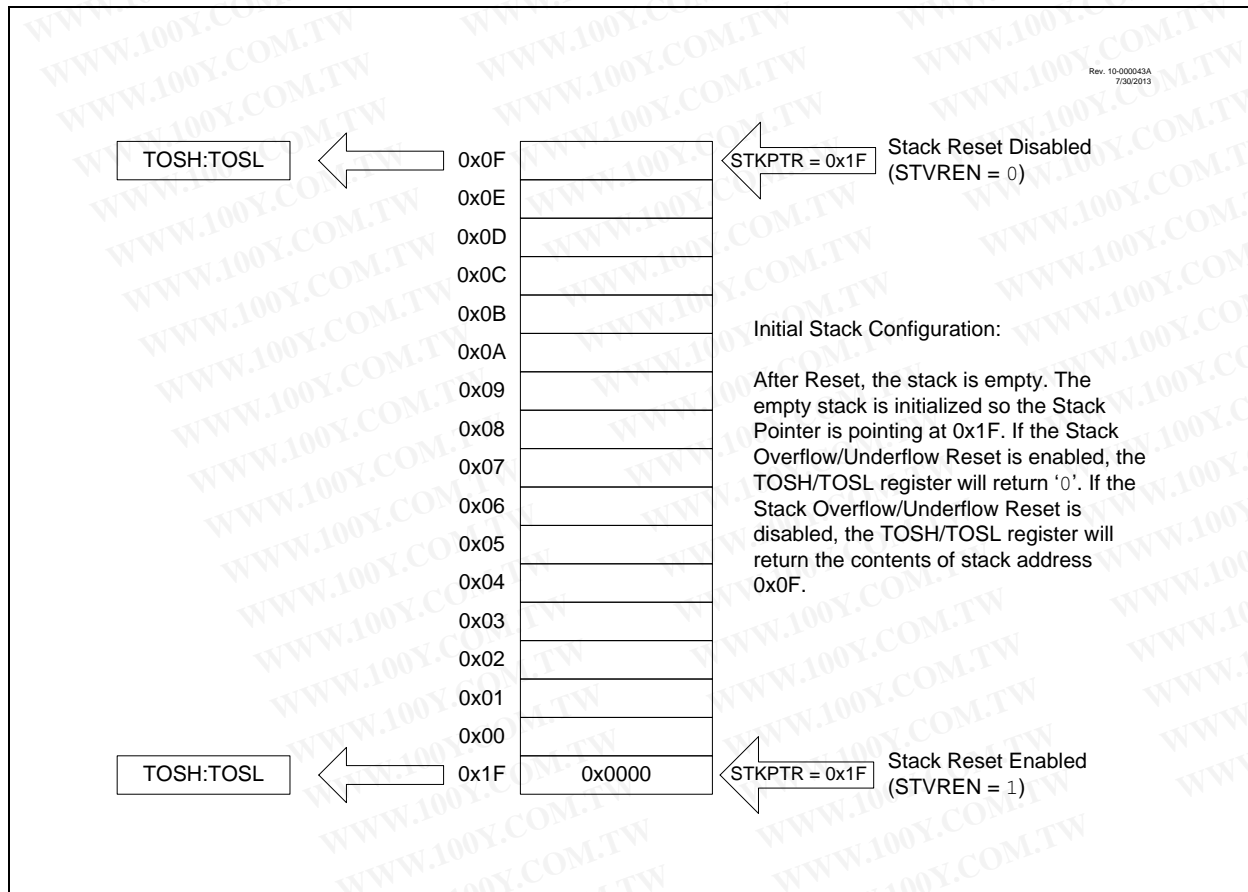 Rev. 10-000043A
7/30/2013
TOSH:TOSL
0x0F
STKPTR = 0x1F
Stack Reset Disabled
(STVREN = 0)
0x0E
0x0D
0x0C
0x0B
0x0A
0x09
0x08
0x07
0x06
0x05
0x04
0x03
0x02
0x01
0x00
Initial Stack Configuration:
After Reset, the stack is empty. The
empty stack is initialized so the Stack
Pointer is pointing at 0x1F. If the Stack
Overflow/Underflow Reset is enabled, the
TOSH/TOSL register will return ‘0’. If the
Stack Overflow/Underflow Reset is
disabled, the TOSH/TOSL register will
return the contents of stack address
0x0F.
TOSH:TOSL
0x1F
0x0000
STKPTR = 0x1F
Stack Reset Enabled
(STVREN = 1)
WWW.100Y.COM.TW